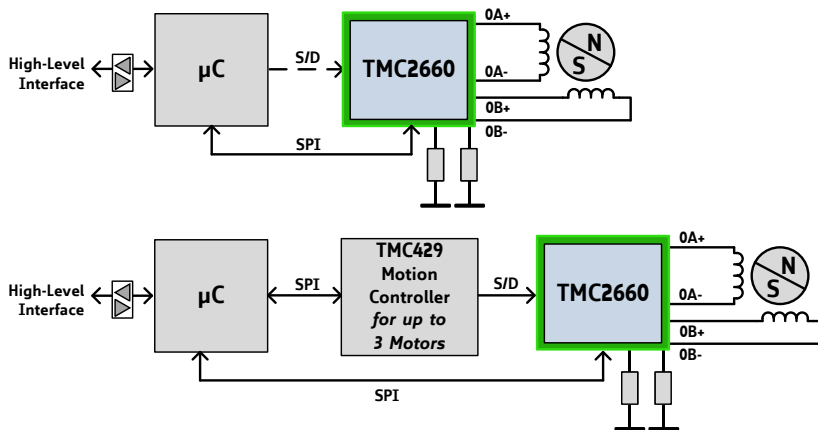 High-Level
Interface
µC
S/D
TMC2660
0A+
0A-
0B+
0B-
N
S
SPI
High-Level
Interface
µC
SPI
TMC429
Motion
Controller
for up to
3 Motors
S/D
TMC2660
0A+
0A-
0B+
0B-
N
S
SPI